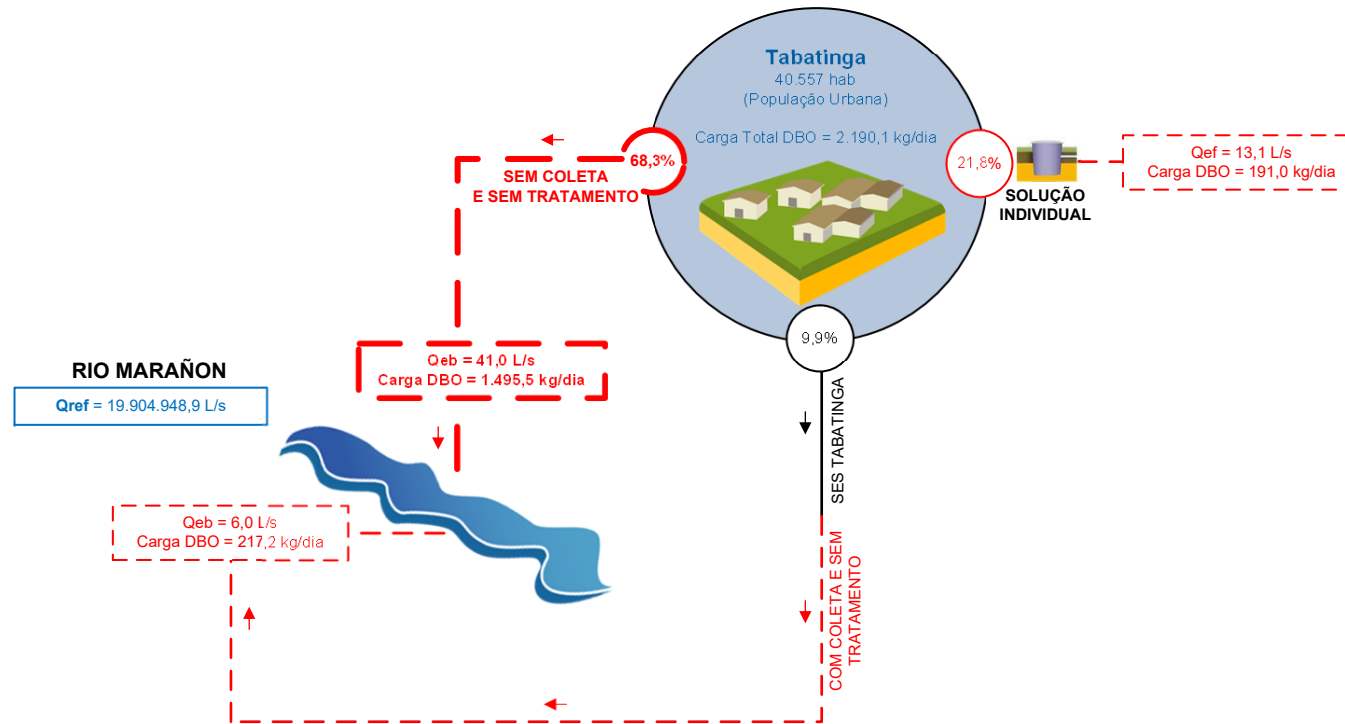 Tabatinga
40.557 hab
(População Urbana)
Carga Total DBO = 2.190,1 kg/dia
68,3%
SEM COLETA
E SEM TRATAMENTO
21,8%
SOLUÇÃO
INDIVIDUAL
Qef = 13,1 L/s
Carga DBO = 191,0 kg/dia
9,9%
SES TABATINGA
COM COLETA E SEM
TRATAMENTO
Qeb = 41,0 L/s
Carga DBO = 1.495,5 kg/dia
RIO MARAÑON
Qref = 19.904.948,9 L/s
Qeb = 6,0 L/s
Carga DBO = 217,2 kg/dia